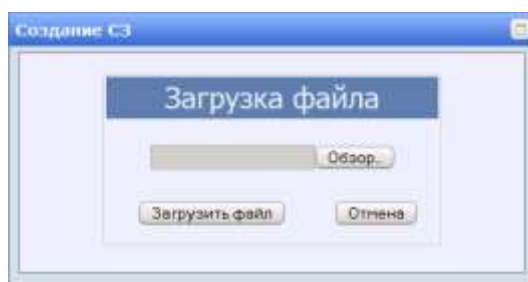 Создание СЗ
Загрузка файла
Обзор...
Загрузить файл
Отмена